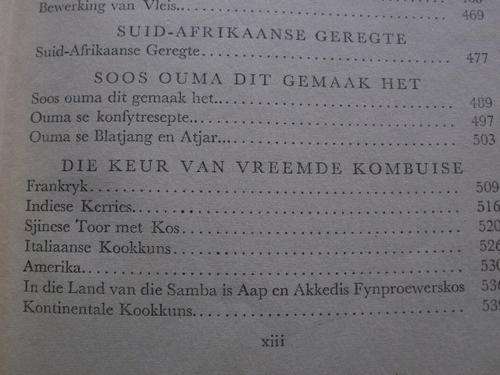 Bewerking van Vleis. 469
SUID-AFRIKAANSE GEREGTE
Suid-Afrikaanse Geregte 477
SOOS OUMA DIT GEMAAK HET
Soos ouma dit gemaak het 489
Ouma se konfytresepte 497
Ouma se Blatjang en Atjar 503
DIE KEUR VAN VREEMDE KOMBUISE
Frankryk 509
Indiese Kerries 516
Sjinese Toor met Kos 520
Italiaanse Kookkuns 526
Amerika 530
In die Land van die Samba is Aap en Akkedis Fynproewerskos
Kontinentale Kookkuns
xiii